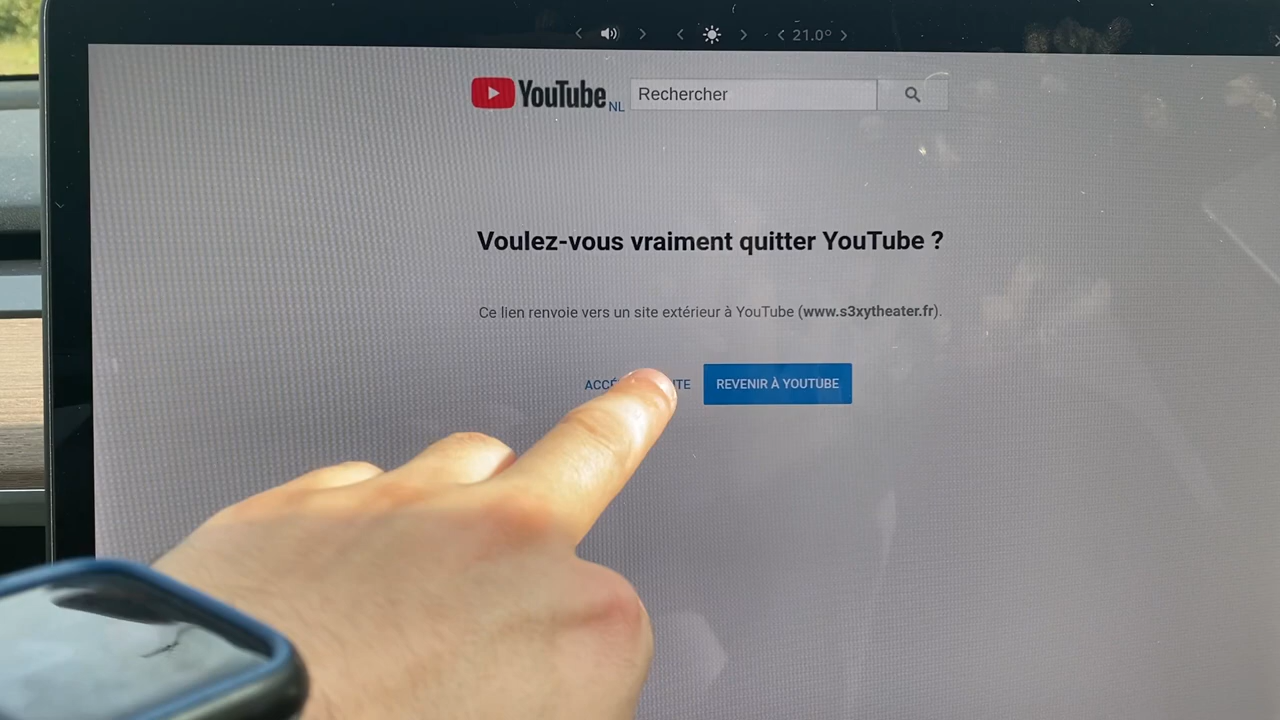 21.0°
YouTube NL
Rechercher
Voulez-vous vraiment quitter YouTube ?
Ce lien renvoie vers un site extérieur à YouTube (www.s3xytheater.fr).
REVENIR À YOUTUBE